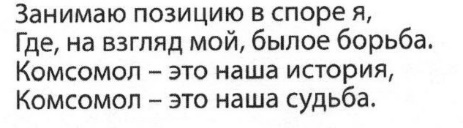 Занимаю позицию в споре я,
Где, на взгляд мой, былое борьба.
Комсомол – это наша история,
Комсомол – это наша судьба.